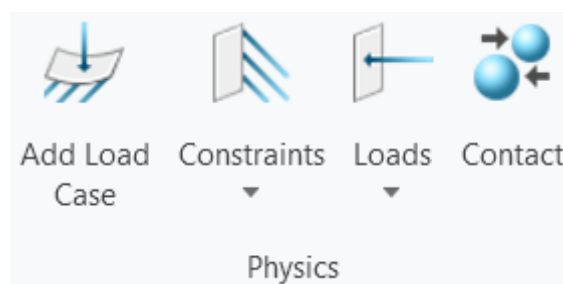 Add Load Case
Constraints
Loads
Contact
Physics